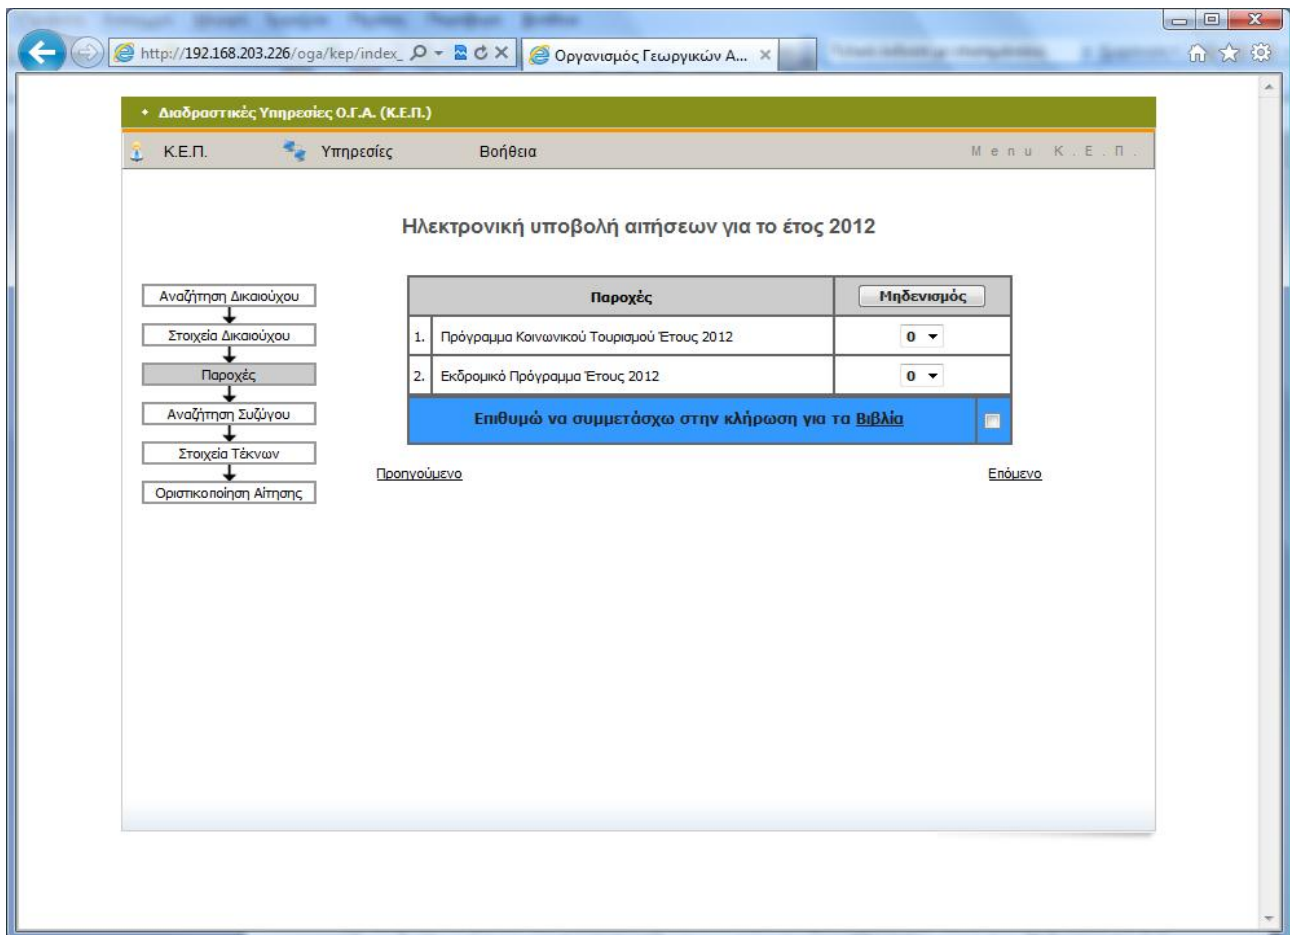 http://192.168.203.226/oga/kep/index_
Οργανισμός Γεωργικών Α...
Διαδραστικές Υπηρεσίες Ο.Γ.Α. (Κ.Ε.Π.)
Κ.Ε.Π. Υπηρεσίες Βοήθεια Menu Κ.Ε.Π.
Ηλεκτρονική υποβολή αιτήσεων για το έτος 2012
Αναζήτηση Δικαιούχου
Στοιχεία Δικαιούχου
Παροχές
Αναζήτηση Συζύγου
Στοιχεία Τέκνων
Οριστικοποίηση Αίτησης
Παροχές Μηδενισμός
1. Πρόγραμμα Κοινωνικού Τουρισμού Έτους 2012 0
2. Εκδρομικό Πρόγραμμα Έτους 2012 0
Επιθυμώ να συμμετάσχω στην κλήρωση για τα Βιβλία
Προηγούμενο Επόμενο